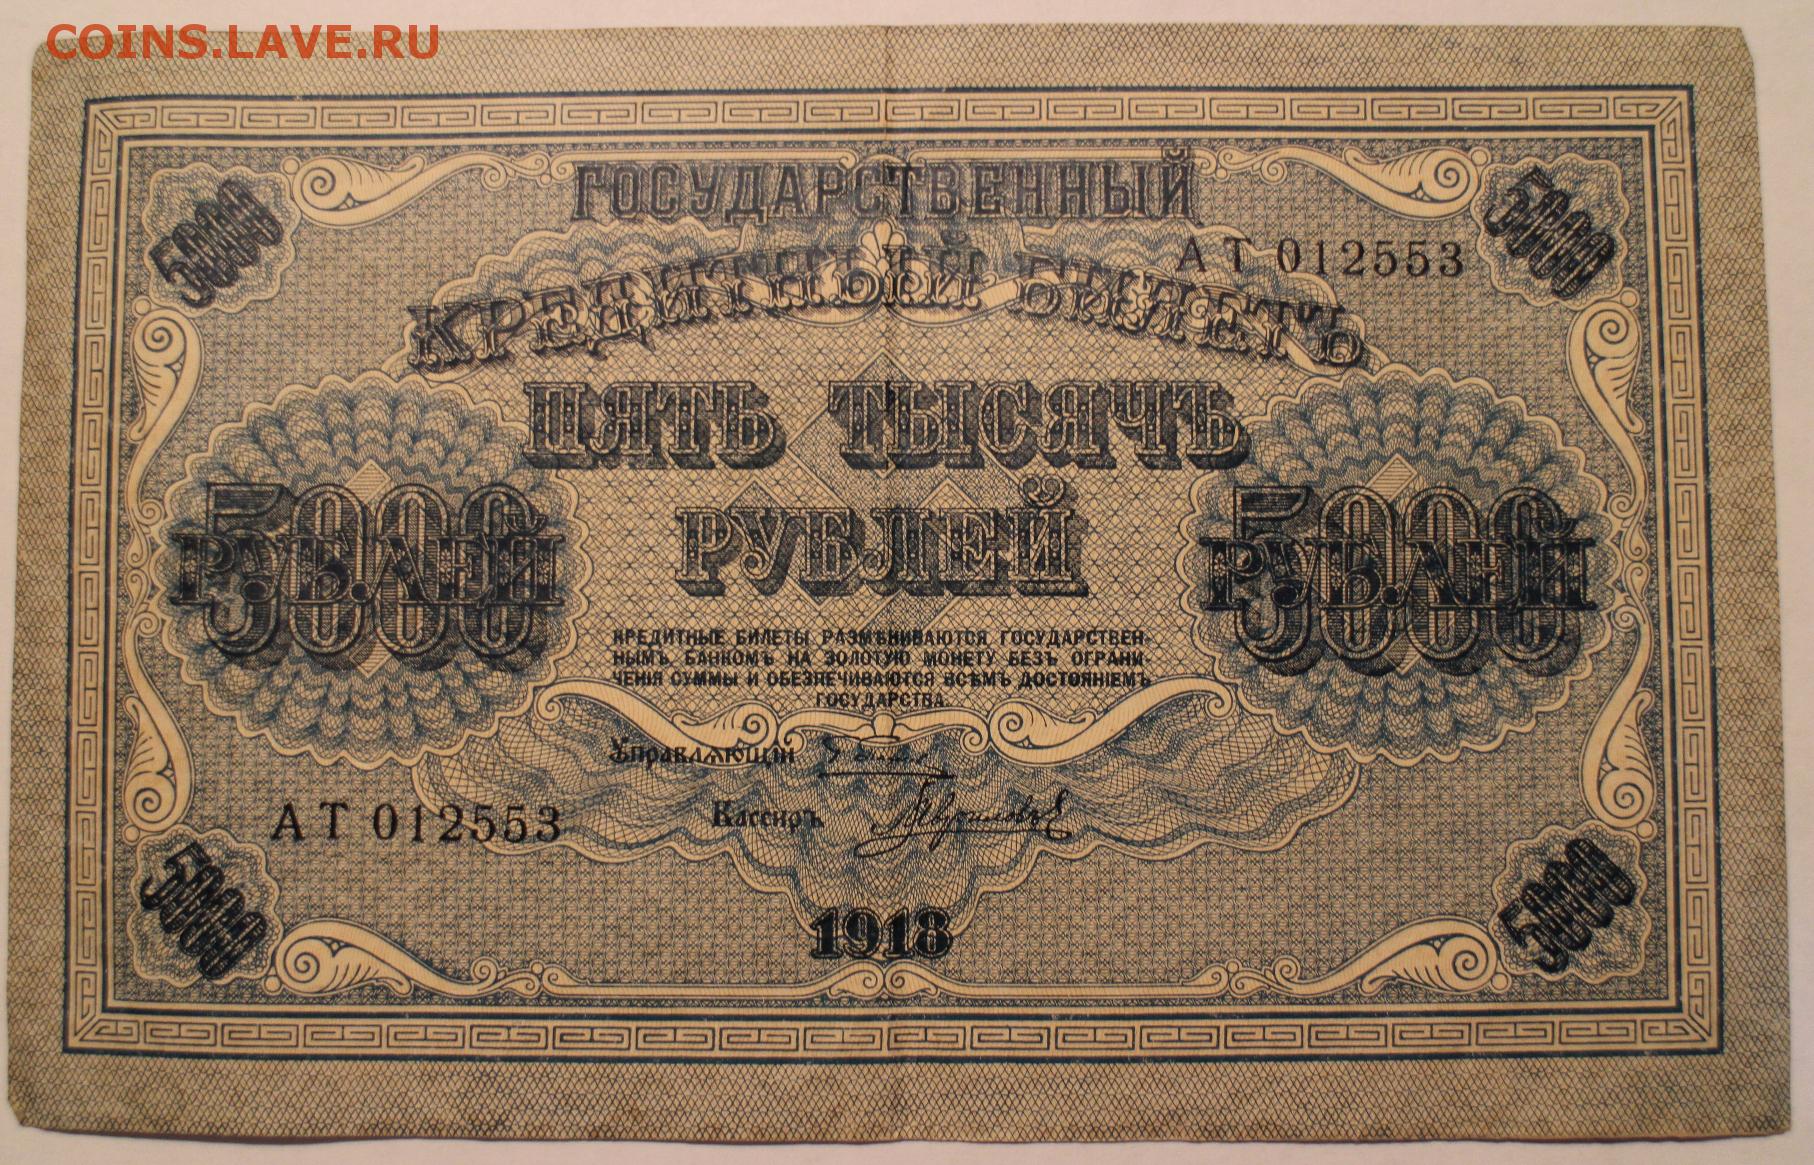 COINS.LAVE.RU
ГОСУДАРСТВЕННЫЙ
5000
5000
АТ 012553
КРЕДИТНЫЙ БИЛЕТЪ
ПЯТЬ ТЫСЯЧЪ
РУБЛЕЙ
5000
РУБЛЕЙ
5000
РУБЛЕЙ
КРЕДИТНЫЕ БИЛЕТЫ РАЗМѢНИВАЮТСЯ ГОСУДАРСТВЕН-
НЫМЪ БАНКОМЪ НА ЗОЛОТУЮ МОНЕТУ БЕЗЪ ОГРАНИ-
ЧЕНІЯ СУММЫ И ОБЕЗПЕЧИВАЮТСЯ ВСѢМЪ ДОСТОЯНІЕМЪ
ГОСУДАРСТВА.
Управляющій
АТ 012553
Кассиръ
5000
5000
1918